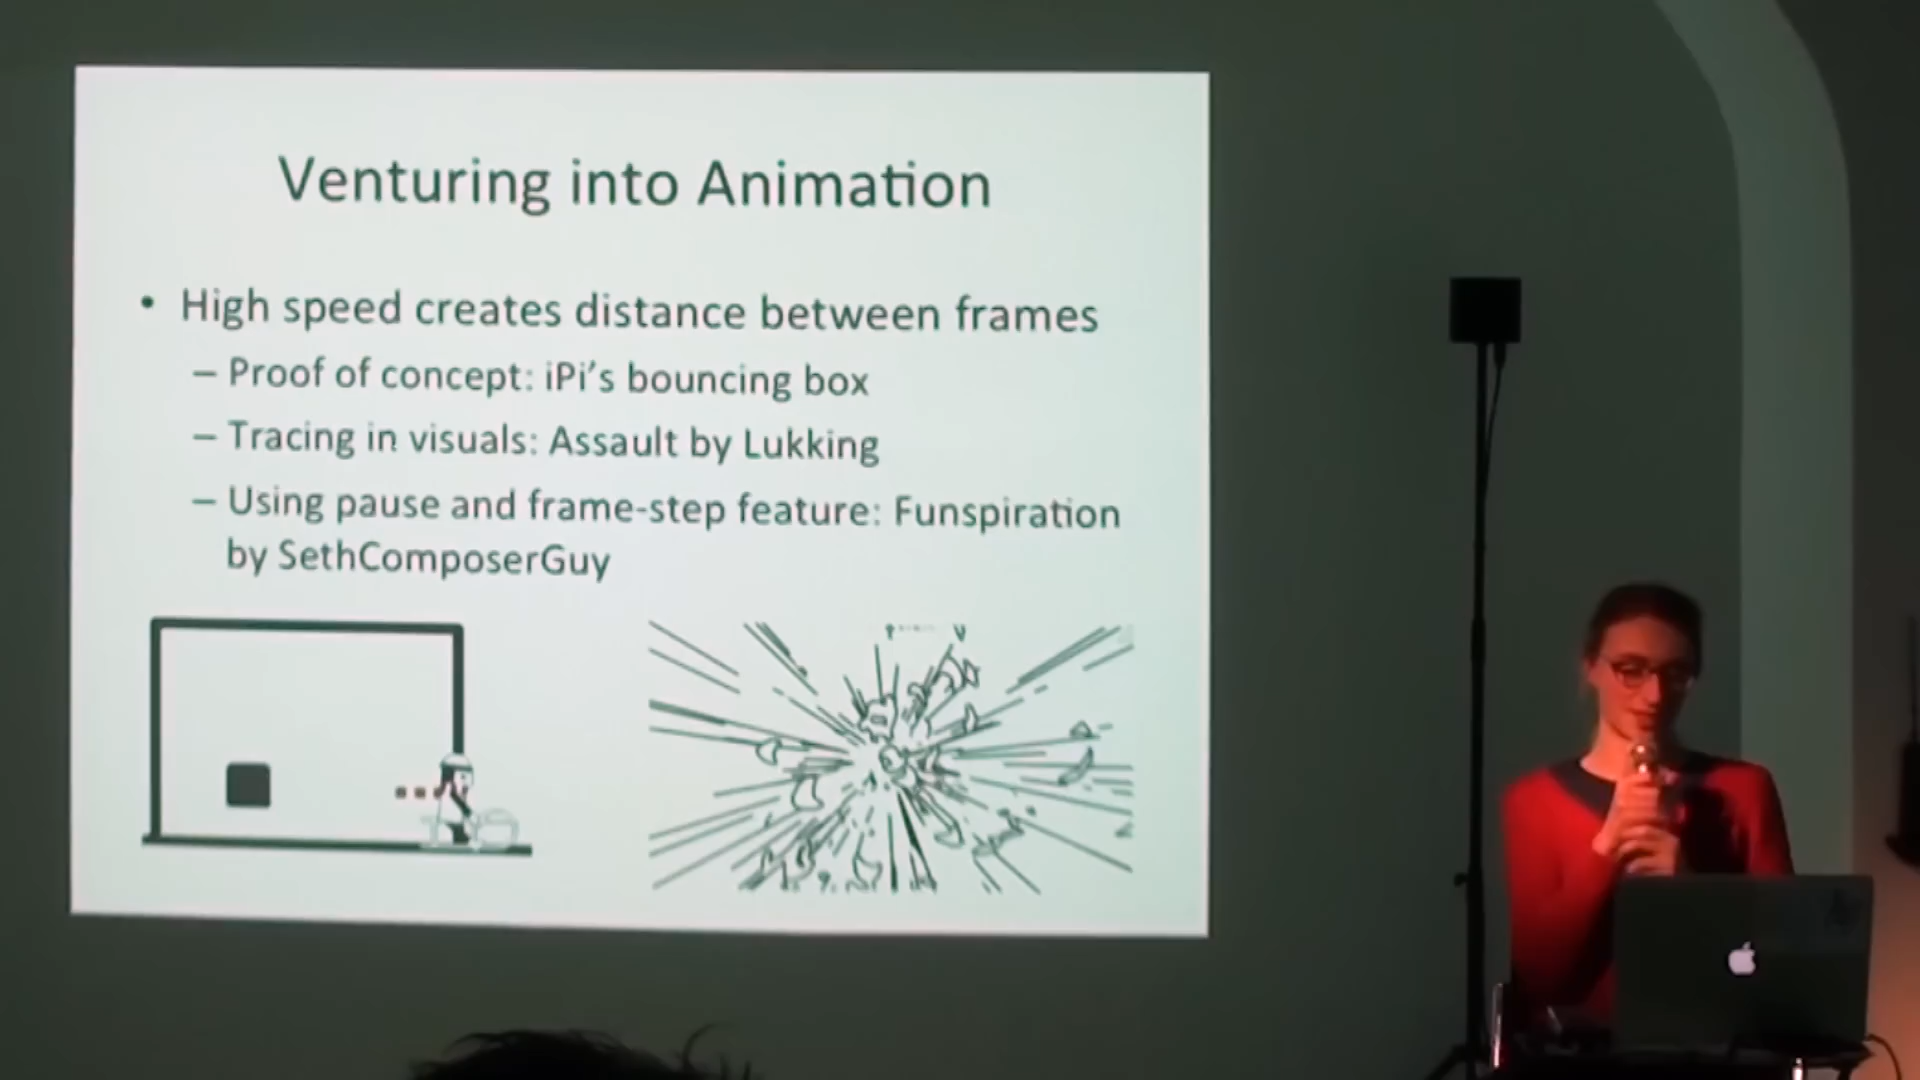 Venturing into Animation
• High speed creates distance between frames
– Proof of concept: iPi's bouncing box
– Tracing in visuals: Assault by Lukking
– Using pause and frame-step feature: Funspiration
by SethComposerGuy